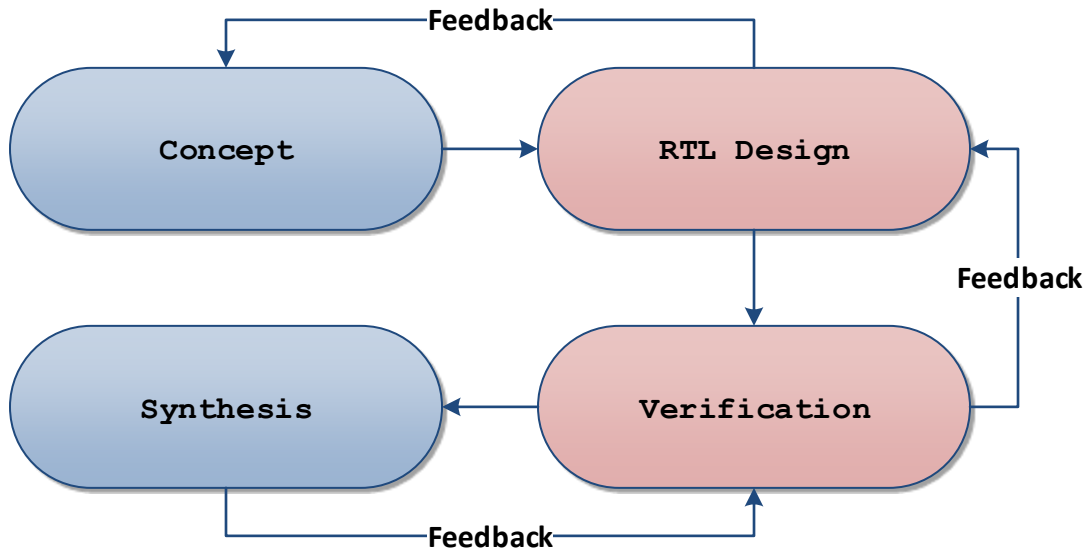 Feedback
Concept
RTL Design
Feedback
Synthesis
Verification
Feedback